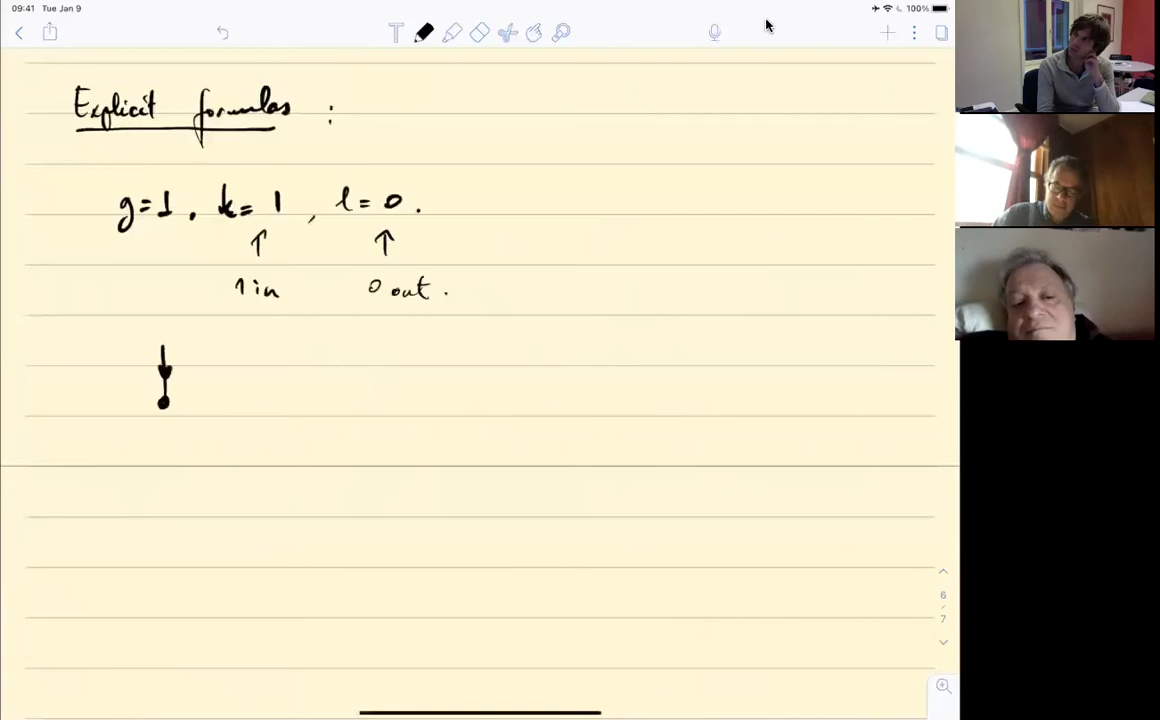 09:41 Tue Jan 9 100%
Explicit formulas :
g=1, k=1, l=0.
↑ ↑
1 in 0 out.
6
7